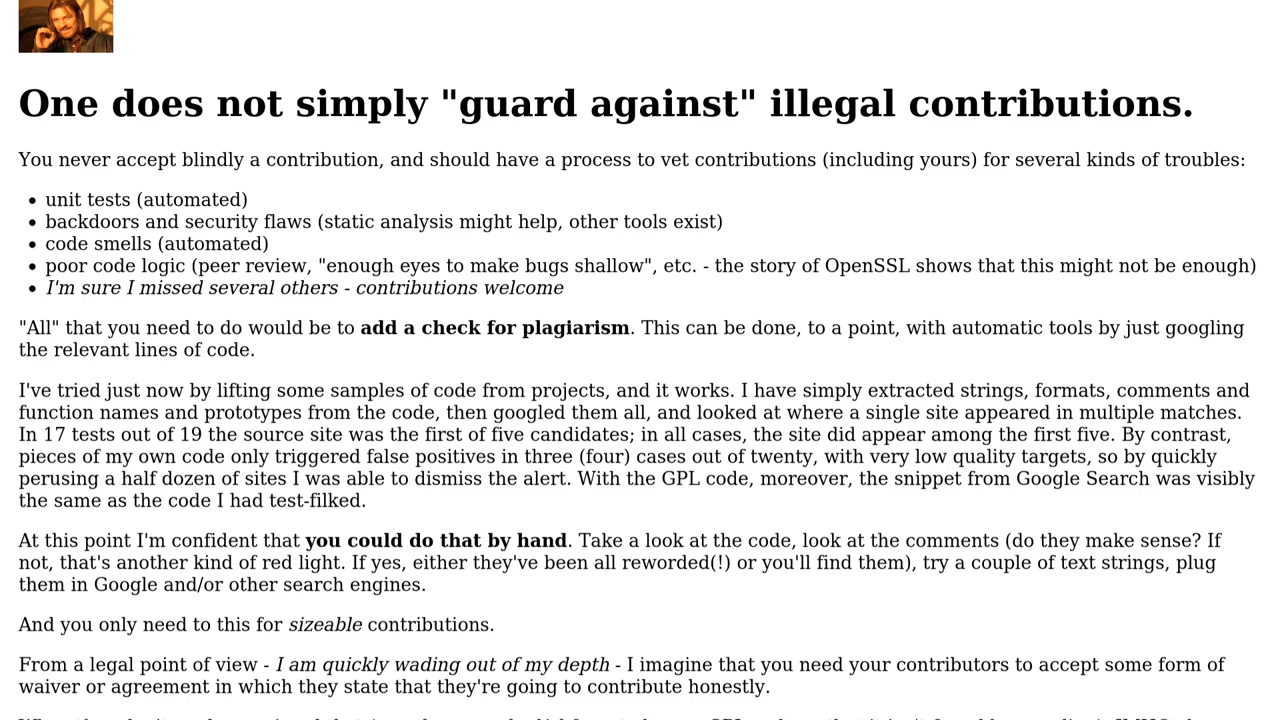 One does not simply "guard against" illegal contributions.
You never accept blindly a contribution, and should have a process to vet contributions (including yours) for several kinds of troubles:
• unit tests (automated)
• backdoors and security flaws (static analysis might help, other tools exist)
• code smells (automated)
• poor code logic (peer review, "enough eyes to make bugs shallow", etc. - the story of OpenSSL shows that this might not be enough)
• I'm sure I missed several others - contributions welcome
"All" that you need to do would be to add a check for plagiarism. This can be done, to a point, with automatic tools by just googling
the relevant lines of code.
I've tried just now by lifting some samples of code from projects, and it works. I have simply extracted strings, formats, comments and
function names and prototypes from the code, then googled them all, and looked at where a single site appeared in multiple matches.
In 17 tests out of 19 the source site was the first of five candidates; in all cases, the site did appear among the first five. By contrast,
pieces of my own code only triggered false positives in three (four) cases out of twenty, with very low quality targets, so by quickly
perusing a half dozen of sites I was able to dismiss the alert. With the GPL code, moreover, the snippet from Google Search was visibly
the same as the code I had test-filked.
At this point I'm confident that you could do that by hand. Take a look at the code, look at the comments (do they make sense? If
not, that's another kind of red light. If yes, either they've been all reworded(!) or you'll find them), try a couple of text strings, plug
them in Google and/or other search engines.
And you only need to this for sizeable contributions.
From a legal point of view - I am quickly wading out of my depth - I imagine that you need your contributors to accept some form of
waiver or agreement in which they state that they're going to contribute honestly.